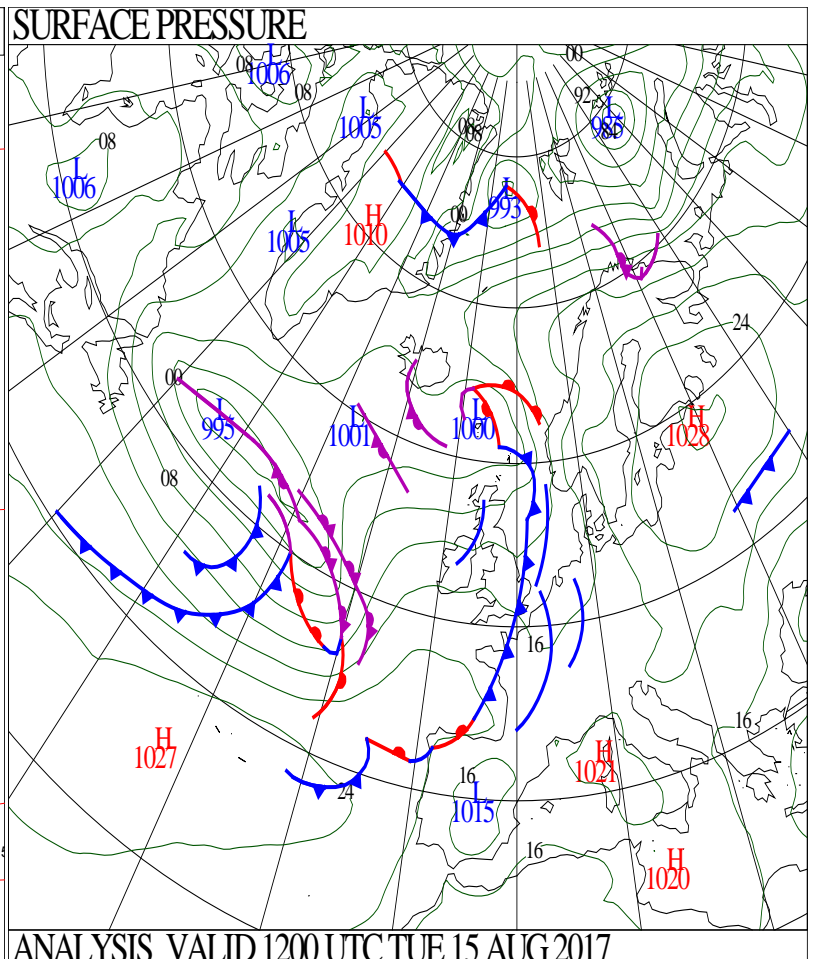 SURFACE PRESSURE
00
L
08
1006
92
08
L
1005
L
985
08
08
08
L
1006
L
993
00
H
1010
L
1005
24
00
L
995
L
1001
L
1000
H
1028
08
16
16
H
1027
H
1021
16
24
L
1015
16
H
1020
ANALYSIS VALID 1200 UTC TUE 15 AUG 2017